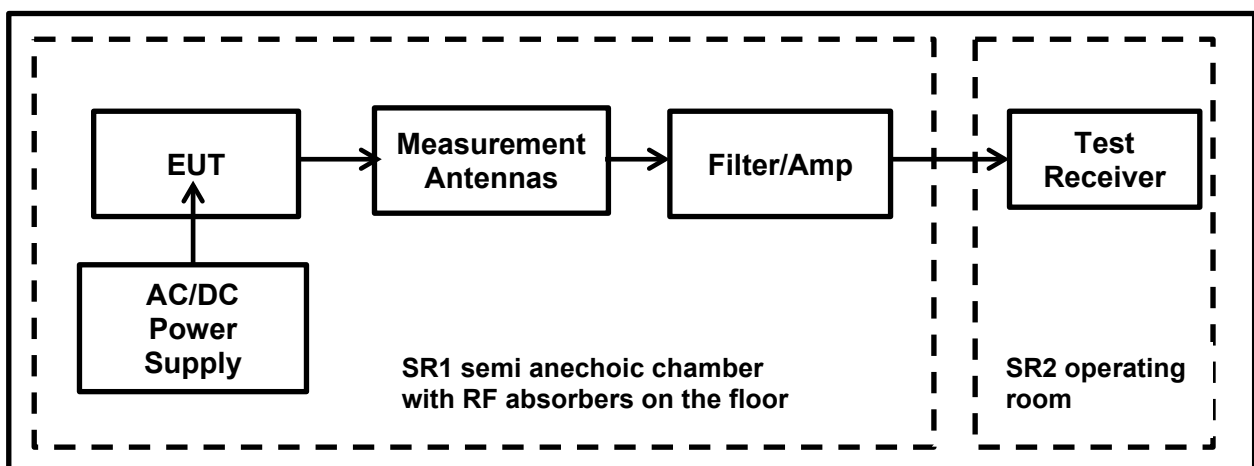 EUT
Measurement
Antennas
Filter/Amp
Test
Receiver
AC/DC
Power
Supply
SR1 semi anechoic chamber
with RF absorbers on the floor
SR2 operating
room